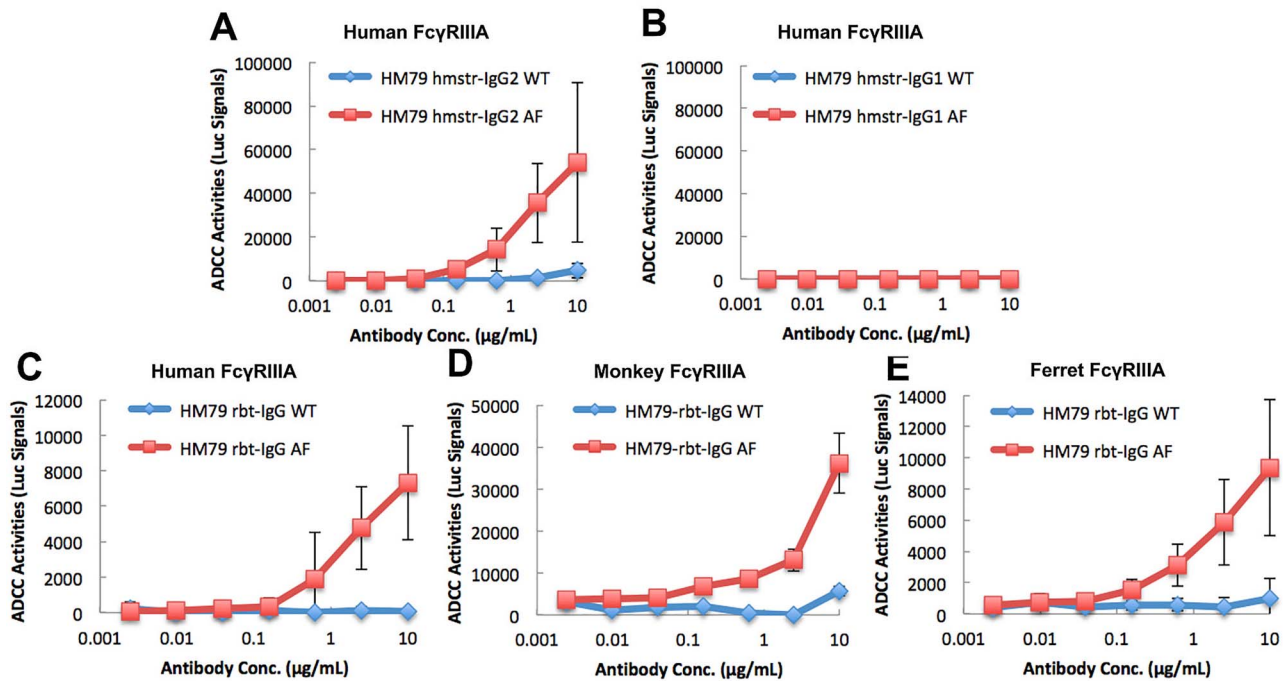 A
Human FcγRIIIA
HM79 hmstr-IgG2 WT
HM79 hmstr-IgG2 AF
ADCC Activities (Luc Signals)
100000
80000
60000
40000
20000
0
0.001 0.01 0.1 1 10
Antibody Conc. (µg/mL)
B
Human FcγRIIIA
HM79 hmstr-IgG1 WT
HM79 hmstr-IgG1 AF
ADCC Activities (Luc Signals)
100000
80000
60000
40000
20000
0
0.001 0.01 0.1 1 10
Antibody Conc. (µg/mL)
C
Human FcγRIIIA
HM79 rbt-IgG WT
HM79 rbt-IgG AF
ADCC Activities (Luc Signals)
12000
10000
8000
6000
4000
2000
0
0.001 0.01 0.1 1 10
Antibody Conc. (µg/mL)
D
Monkey FcγRIIIA
HM79-rbt-IgG WT
HM79-rbt-IgG AF
ADCC Activities (Luc Signals)
50000
40000
30000
20000
10000
0
0.001 0.01 0.1 1 10
Antibody Conc. (µg/mL)
E
Ferret FcγRIIIA
HM79 rbt-IgG WT
HM79 rbt-IgG AF
ADCC Activities (Luc Signals)
14000
12000
10000
8000
6000
4000
2000
0
0.001 0.01 0.1 1 10
Antibody Conc. (µg/mL)